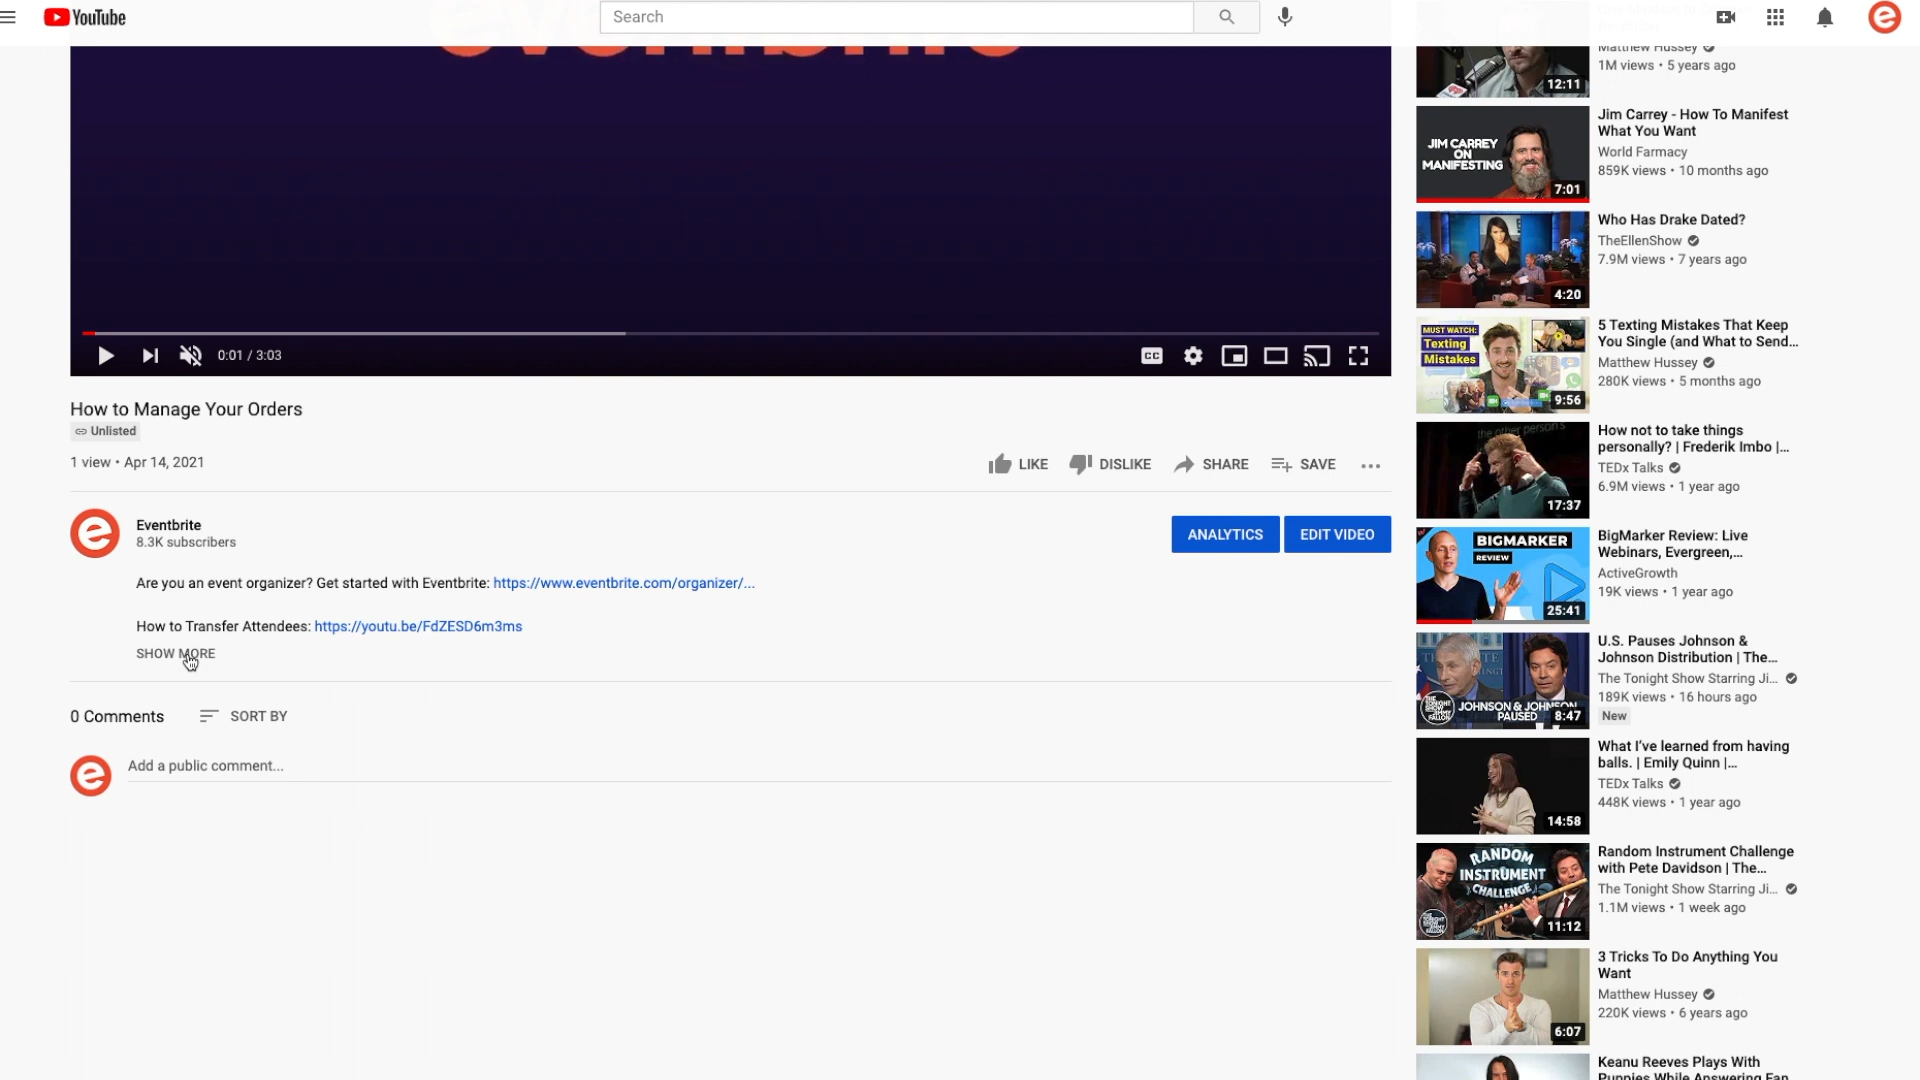 YouTube
Search
eventbrite
0:01 / 3:03
CC
How to Manage Your Orders
Unlisted
1 view • Apr 14, 2021
LIKE
DISLIKE
SHARE
SAVE
Eventbrite
8.3K subscribers
ANALYTICS
EDIT VIDEO
Are you an event organizer? Get started with Eventbrite: https://www.eventbrite.com/organizer/...
How to Transfer Attendees: https://youtu.be/FdZESD6m3ms
SHOW MORE
0 Comments
SORT BY
Add a public comment...
Matthew Hussey
1M views • 5 years ago
12:11
JIM CARREY
ON
MANIFESTING
7:01
Jim Carrey - How To Manifest
What You Want
World Farmacy
859K views • 10 months ago
4:20
Who Has Drake Dated?
TheEllenShow
7.9M views • 7 years ago
MUST WATCH:
Texting
Mistakes
9:56
5 Texting Mistakes That Keep
You Single (and What to Send...
Matthew Hussey
280K views • 5 months ago
the other person's
17:37
How not to take things
personally? | Frederik Imbo |...
TEDx Talks
6.9M views • 1 year ago
BIGMARKER
REVIEW
25:41
BigMarker Review: Live
Webinars, Evergreen,...
ActiveGrowth
19K views • 1 year ago
JOHNSON & JOHNSON
PAUSED
8:47
U.S. Pauses Johnson &
Johnson Distribution | The...
The Tonight Show Starring Ji...
189K views • 16 hours ago
New
14:58
What I've learned from having
balls. | Emily Quinn |...
TEDx Talks
448K views • 1 year ago
RANDOM
INSTRUMENT
CHALLENGE
11:12
Random Instrument Challenge
with Pete Davidson | The...
The Tonight Show Starring Ji...
1.1M views • 1 week ago
6:07
3 Tricks To Do Anything You
Want
Matthew Hussey
220K views • 6 years ago
Keanu Reeves Plays With
Puppies While Answering Fan